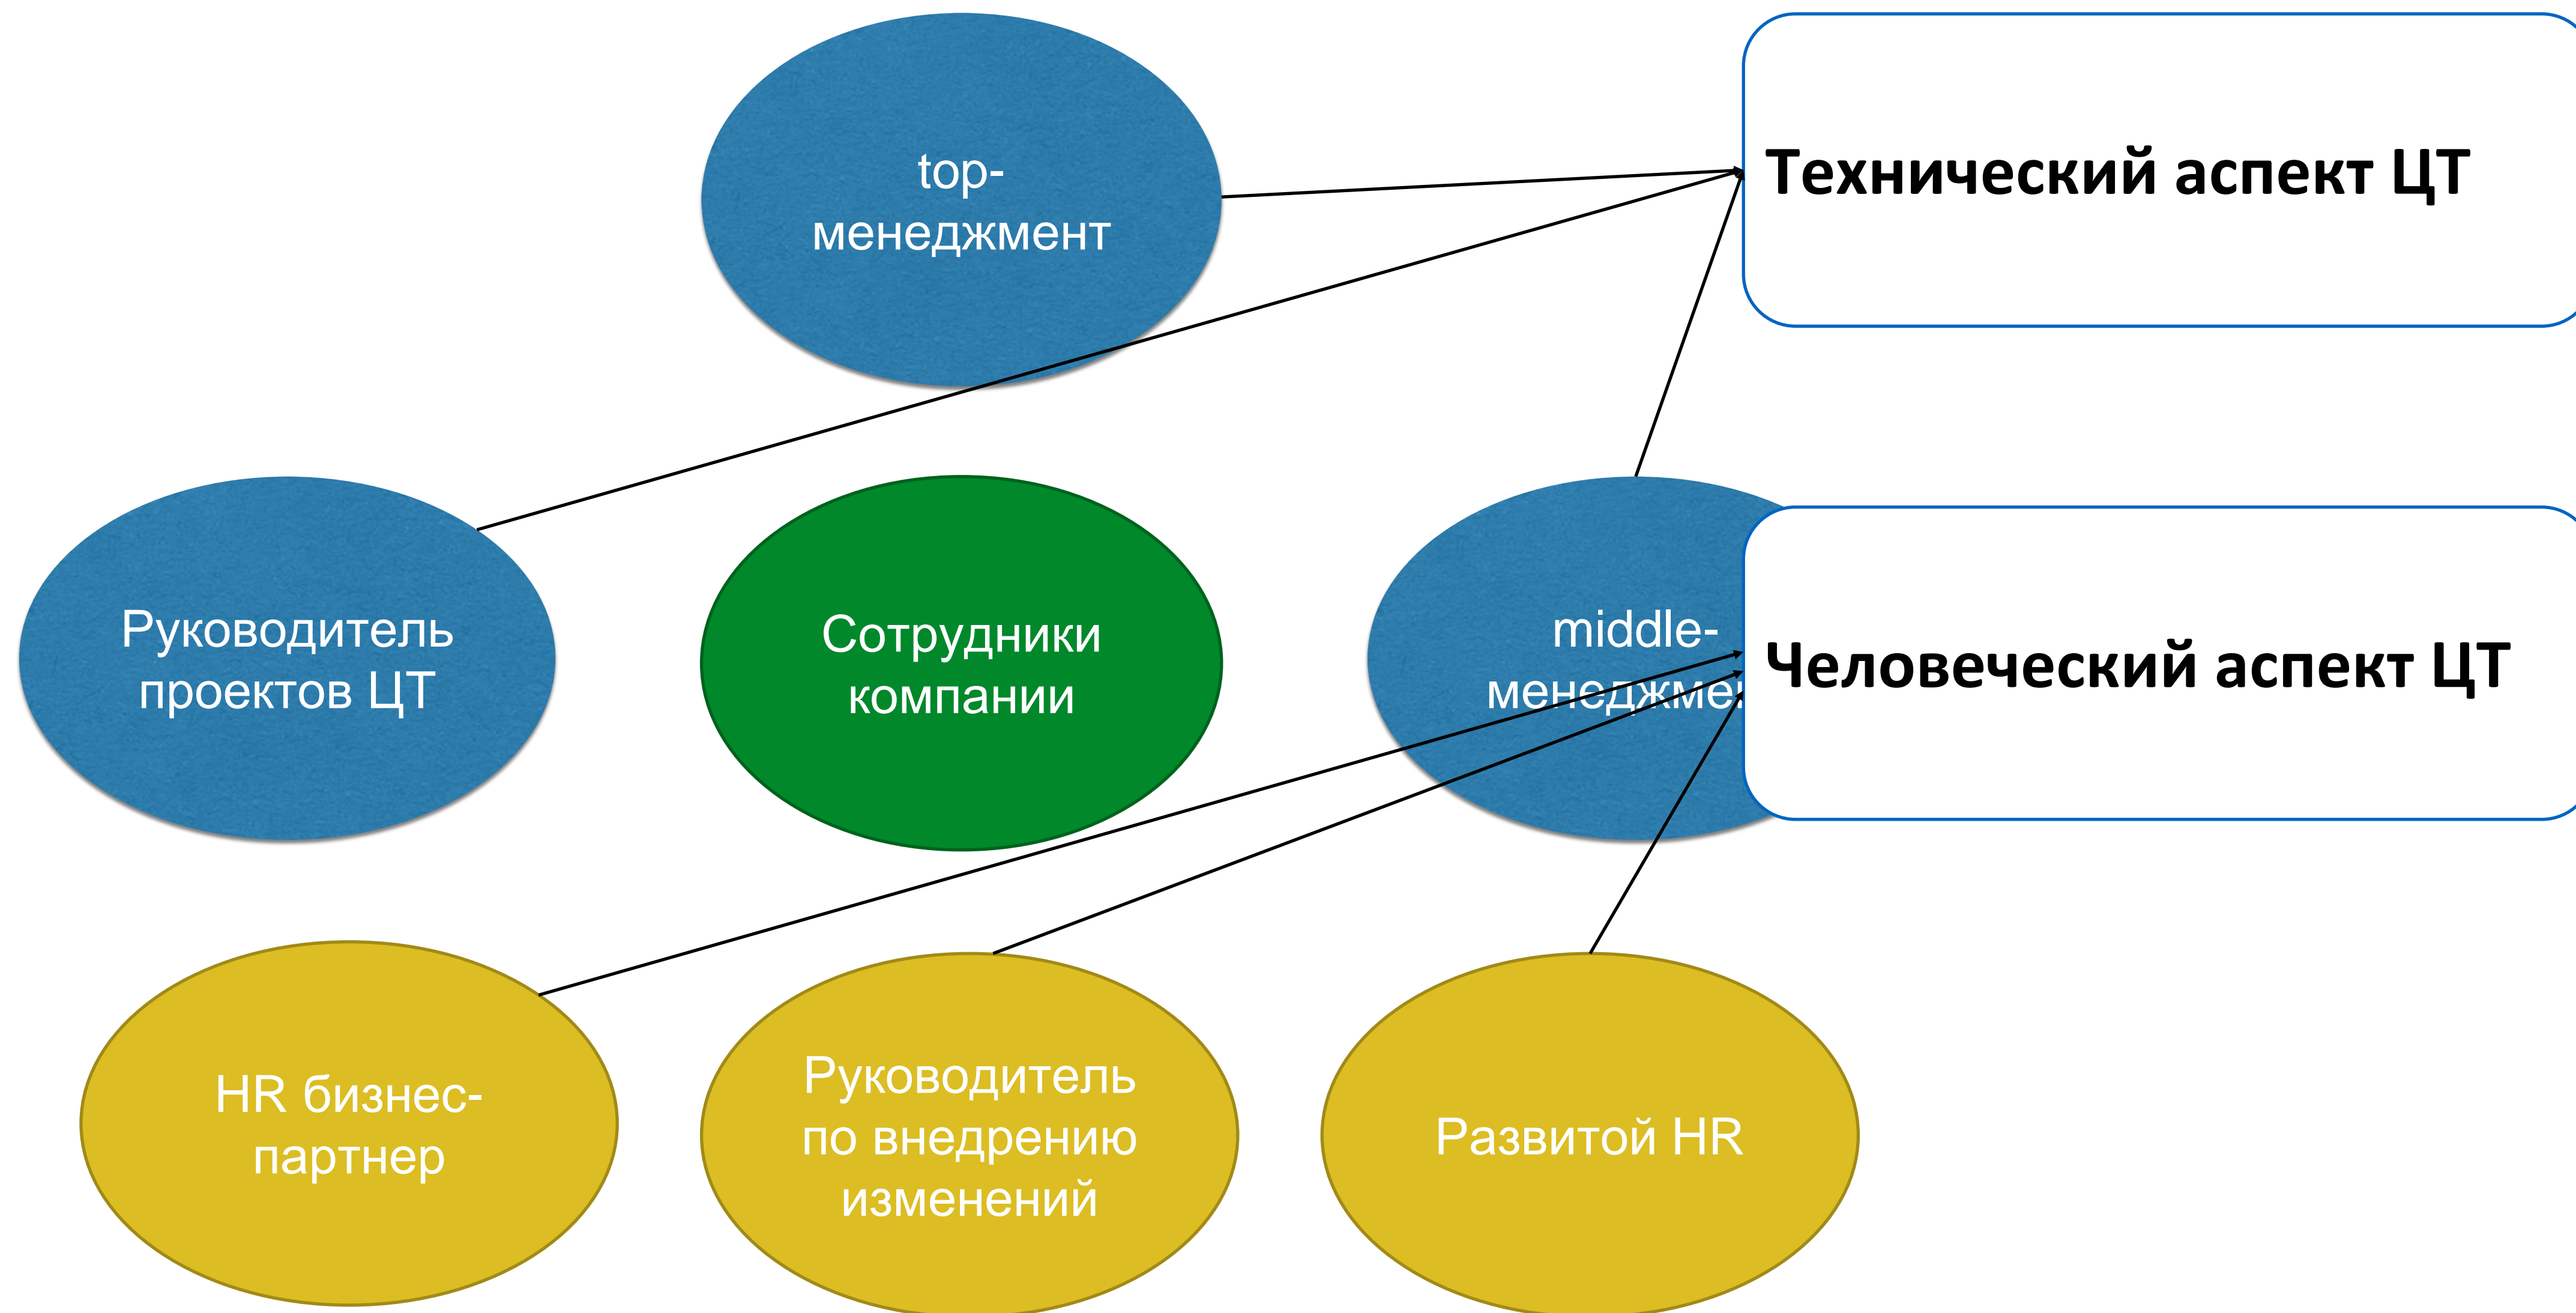 top-
менеджмент
Технический аспект ЦТ
Руководитель
проектов ЦТ
Сотрудники
компании
middle-
менеджме
Человеческий аспект ЦТ
HR бизнес-
партнер
Руководитель
по внедрению
изменений
Развитой HR